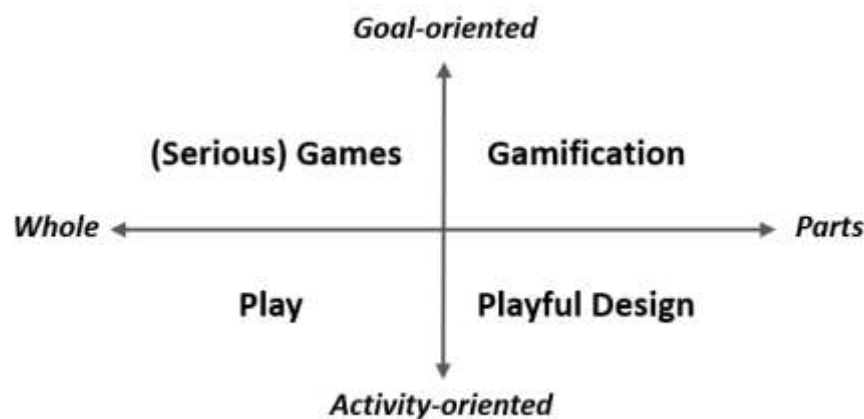 Goal-oriented
(Serious) Games Gamification
Whole Parts
Play Playful Design
Activity-oriented